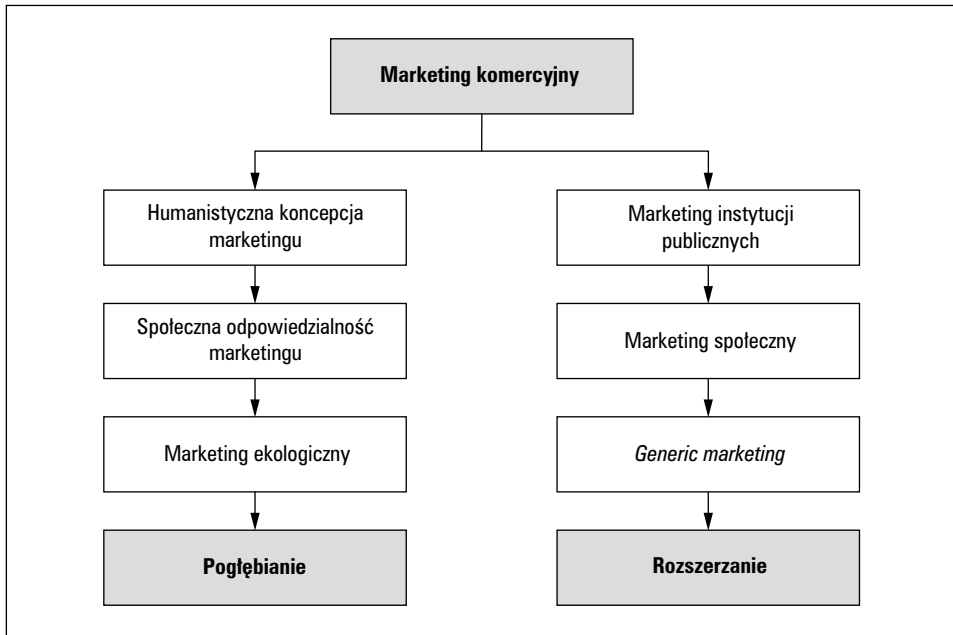 Marketing komercyjny
Humanistyczna koncepcja
marketingu
Społeczna odpowiedzialność
marketingu
Marketing ekologiczny
Pogłębianie
Marketing instytucji
publicznych
Marketing społeczny
Generic marketing
Rozszerzanie